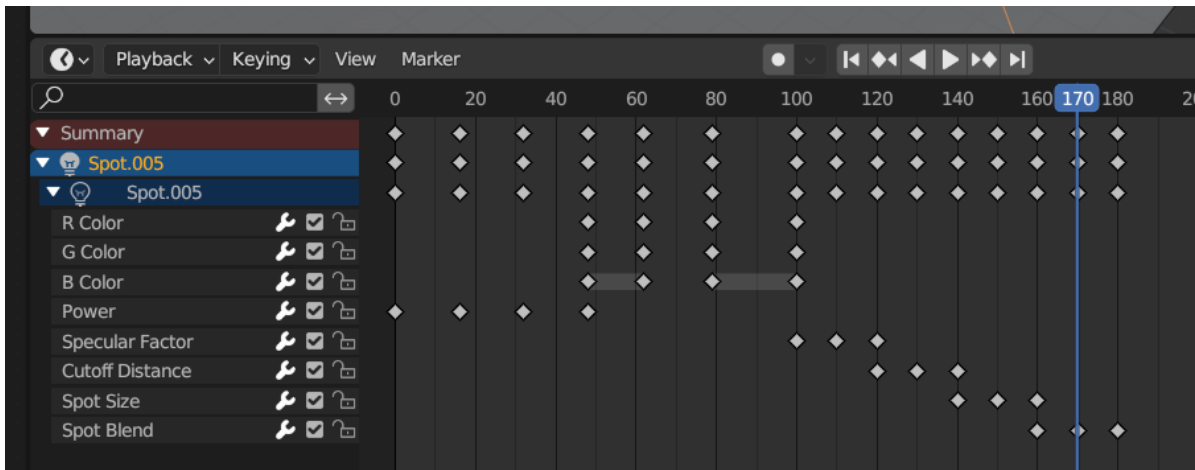 Playback Keying View Marker
0 20 40 60 80 100 120 140 160 170 180
Summary
Spot.005
Spot.005
R Color
G Color
B Color
Power
Specular Factor
Cutoff Distance
Spot Size
Spot Blend